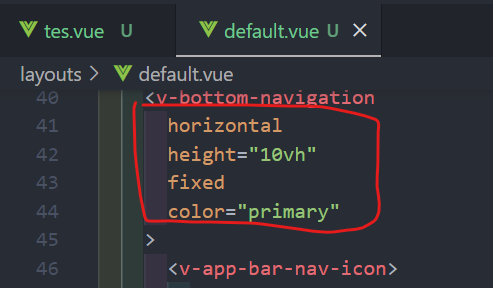 tes.vue U
default.vue U ×
layouts > default.vue
40 <v-bottom-navigation
41 horizontal
42 height="10vh"
43 fixed
44 color="primary"
45 >
46 <v-app-bar-nav-icon>